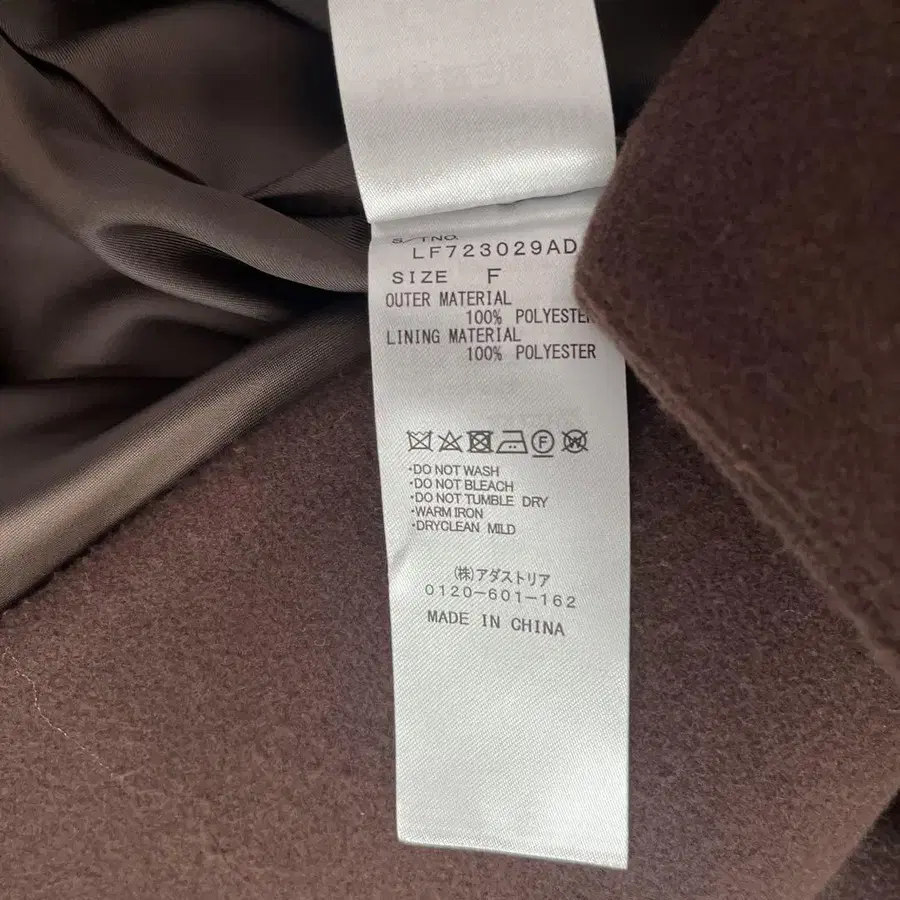 S/TNO.
LF723029AD
SIZE F
OUTER MATERIAL
100% POLYESTER
LINING MATERIAL
100% POLYESTER
F
W
・DO NOT WASH
・DO NOT BLEACH
・DO NOT TUMBLE DRY
・WARM IRON
・DRYCLEAN MILD
(株)アダストリア
0120-601-162
MADE IN CHINA